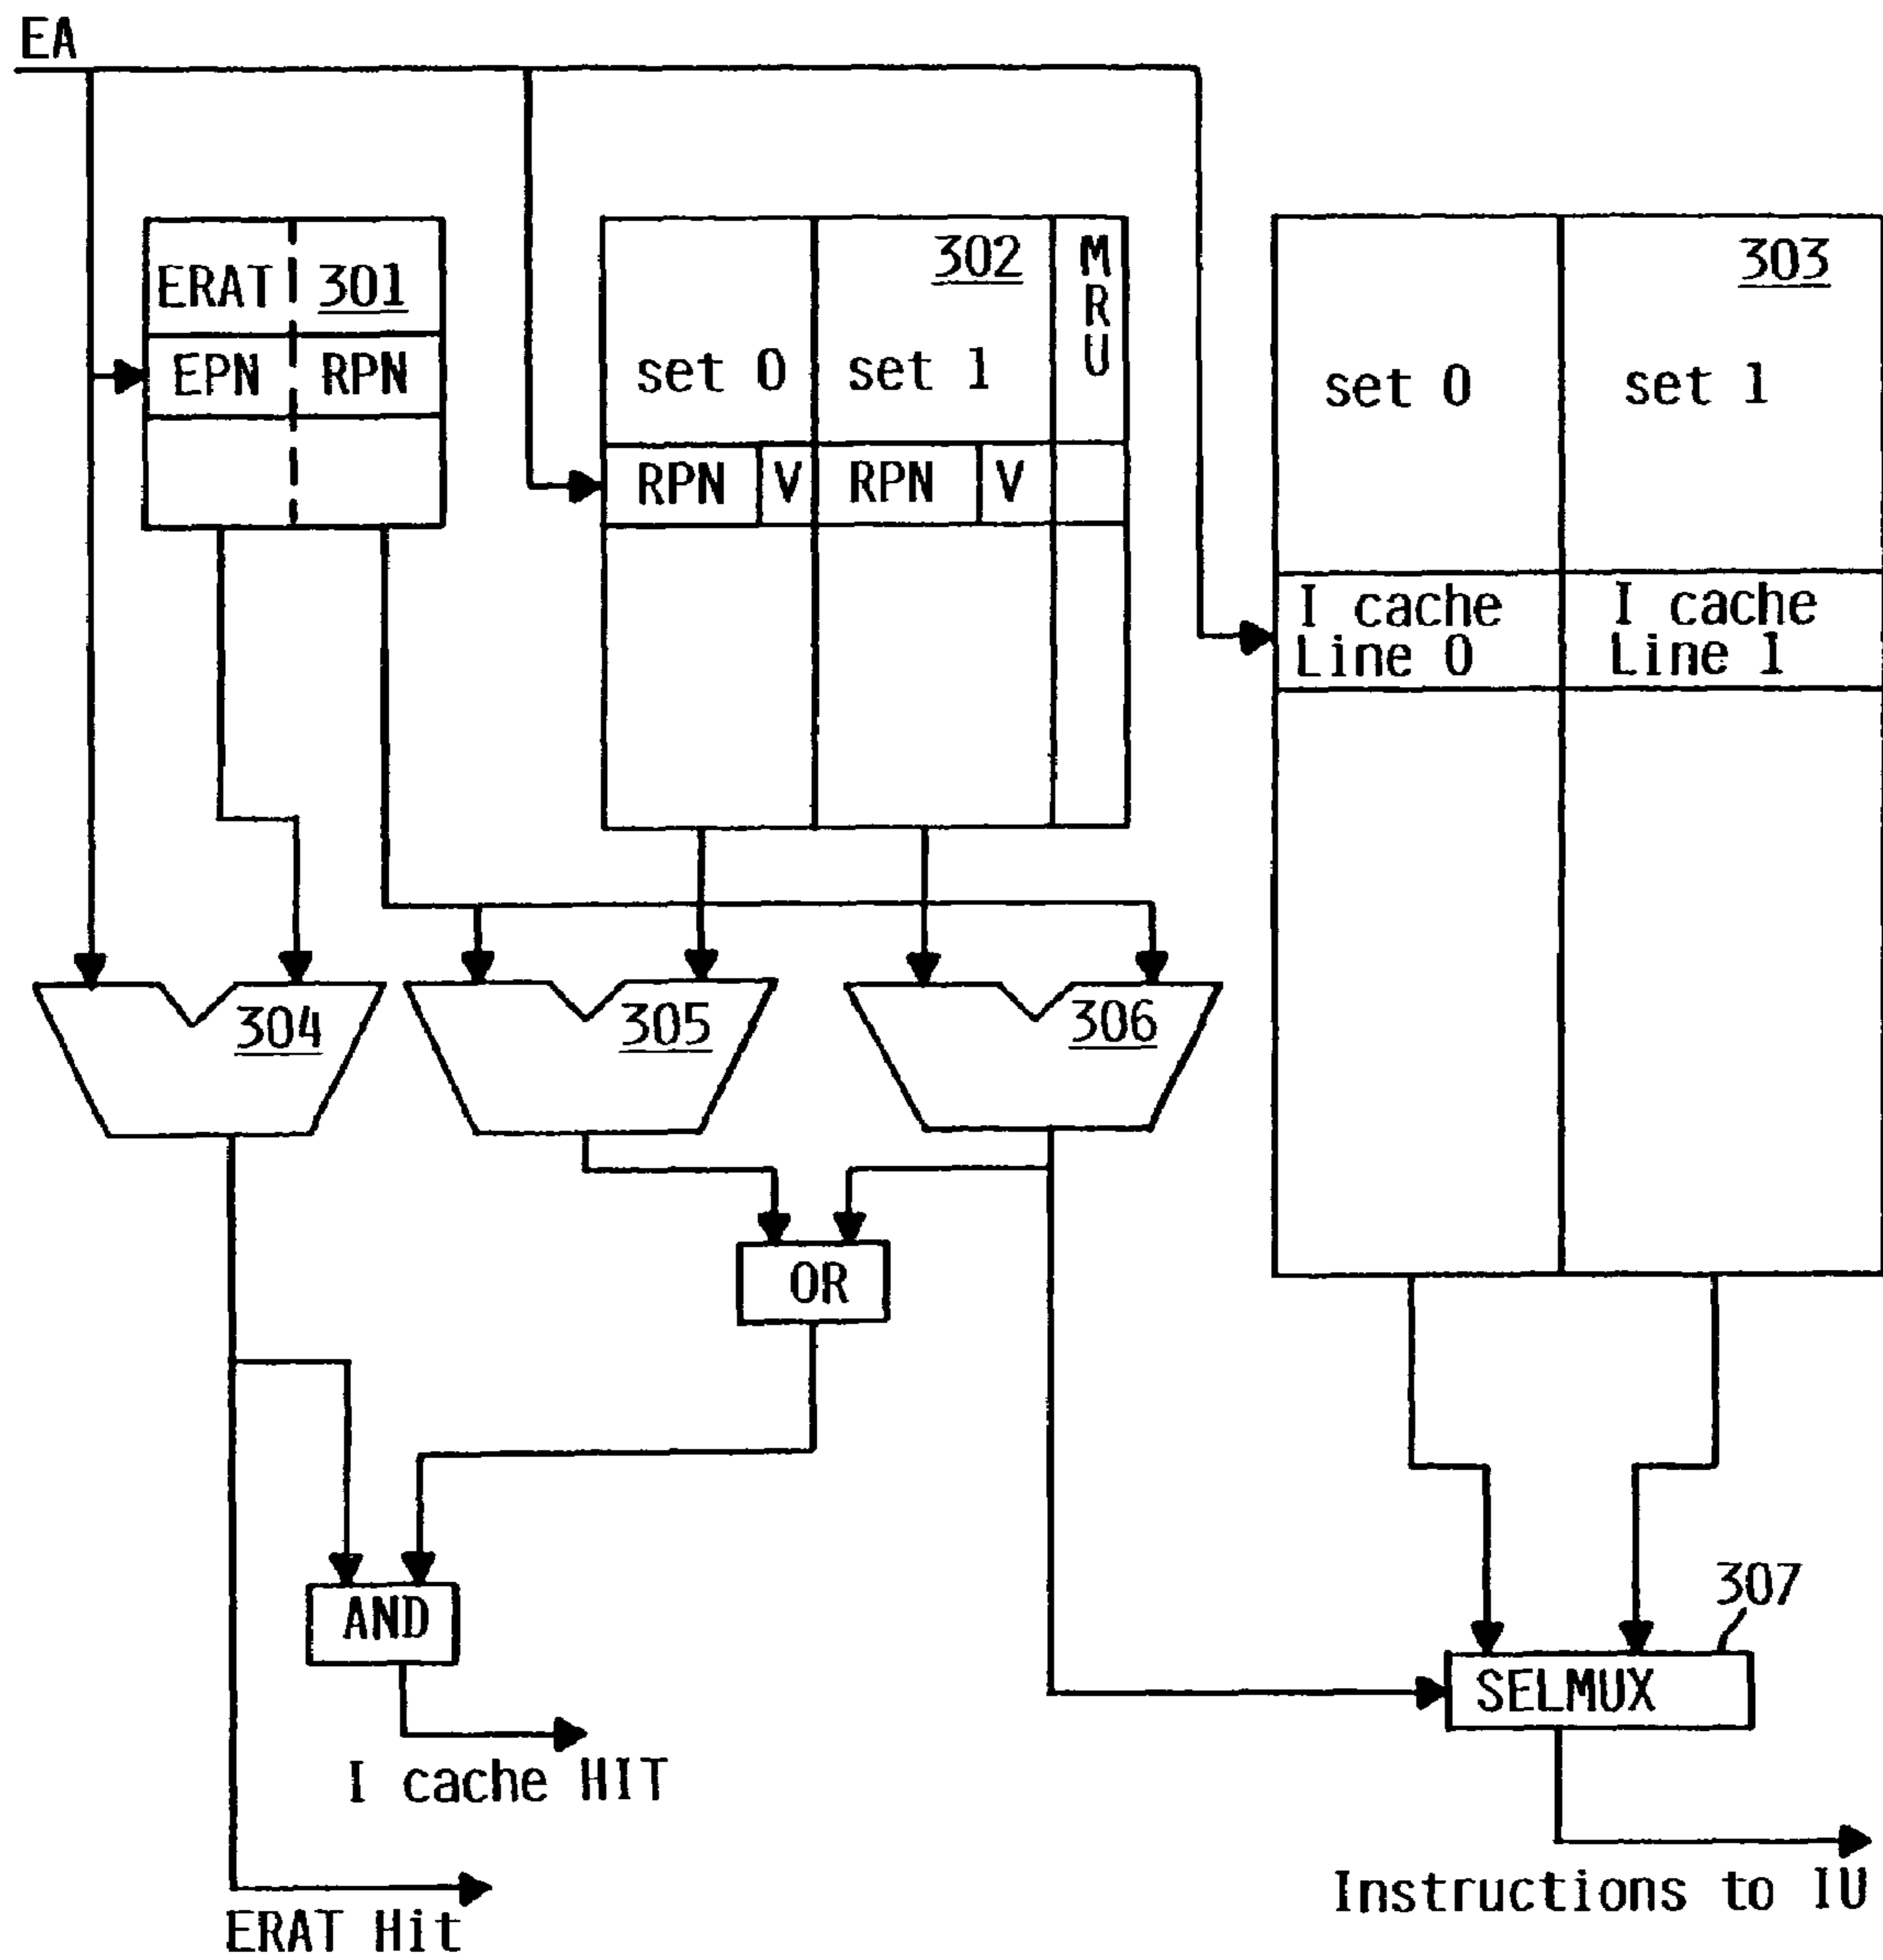 EA
ERAT 301
EPN RPN
302
MRU
set 0 set 1
RPN V RPN V
303
set 0 set 1
I cache Line 0
I cache Line 1
304
305
306
OR
AND
307
SELMUX
I cache HIT
Instructions to IU
ERAT Hit